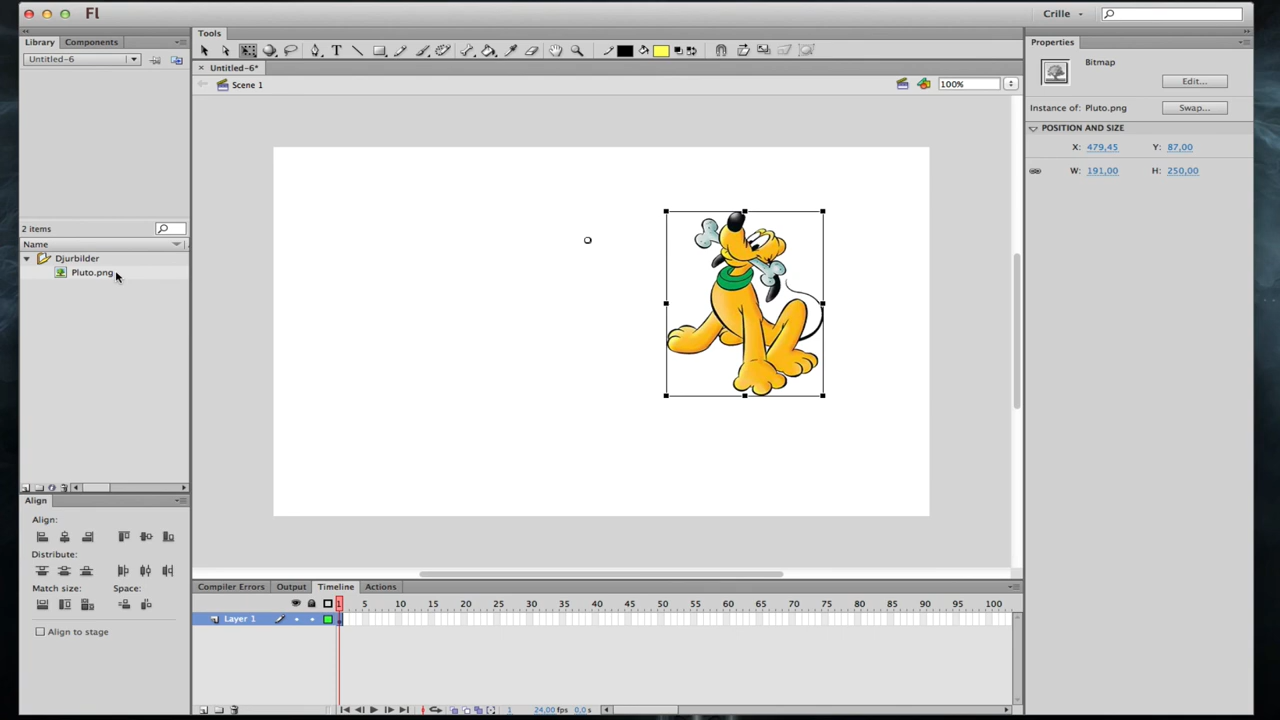 Fl
Crille
Library
Components
Untitled-6
2 items
Name
Djurbilder
Pluto.png
Align
Align:
Distribute:
Match size:
Space:
Align to stage
Tools
Untitled-6*
Scene 1
100%
Compiler Errors
Output
Timeline
Actions
1 5 10 15 20 25 30 35 40 45 50 55 60 65 70 75 80 85 90 95 100
Layer 1
1 24,00 fps 0,0 s
Properties
Bitmap
Edit...
Instance of: Pluto.png
Swap...
POSITION AND SIZE
X: 479,45 Y: 87,00
W: 191,00 H: 250,00